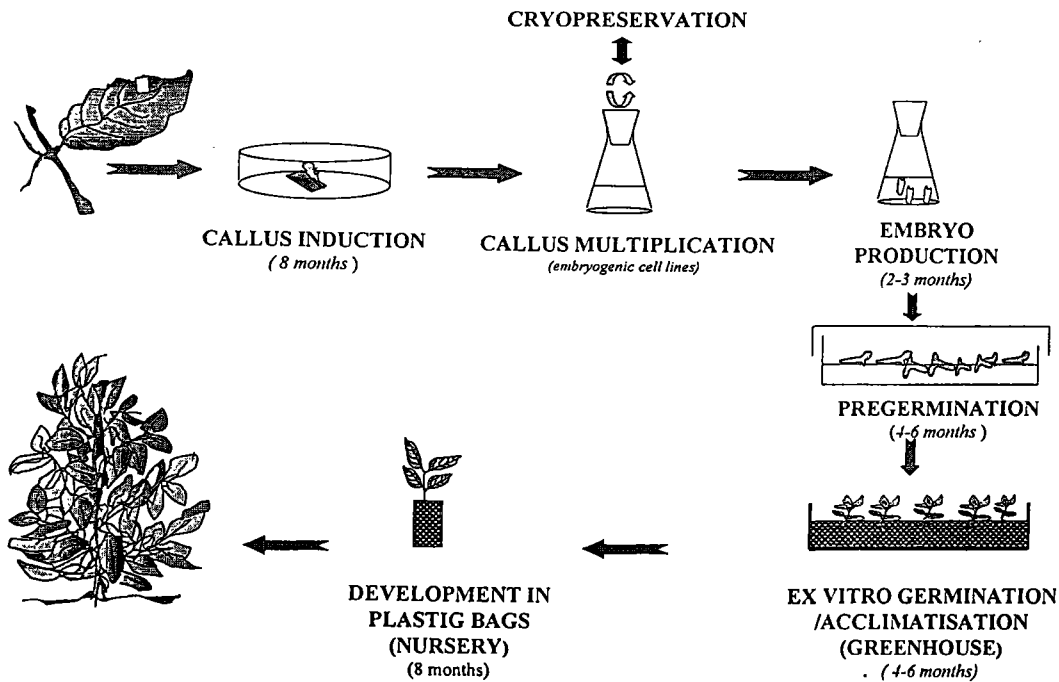 CRYOPRESERVATION
CALLUS INDUCTION
( 8 months )
CALLUS MULTIPLICATION
(embryogenic cell lines)
EMBRYO
PRODUCTION
(2-3 months)
PREGERMINATION
(4-6 months )
EX VITRO GERMINATION
/ACCLIMATISATION
(GREENHOUSE)
. ( 4-6 months)
DEVELOPMENT IN
PLASTIG BAGS
(NURSERY)
(8 months)